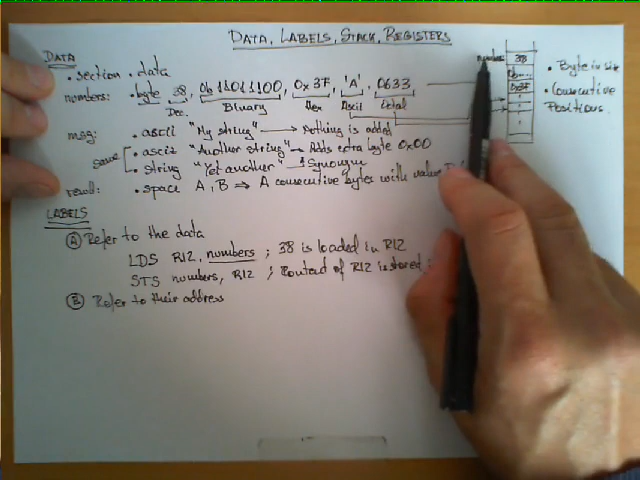 DATA, LABELS, STACK, REGISTERS
DATA
• section .data
numbers: .byte 38, 0b11011100, 0x3F, 'A', 0633
Dec. Binary Hex Ascii Octal
msg: .ascii "My string" → Nothing is added
same .asciz "Another string" → Adds extra byte 0x00
.string "Yet another" → Synonym
.space A, B ⇒ A consecutive bytes with value
LABELS
A Refer to the data
LDS R12, numbers ; 38 is loaded in R12
STS numbers, R12 ; Content of R12 is stored
B Refer to their address
38
0x3F
• Byte in size
• Consecutive
Positions.